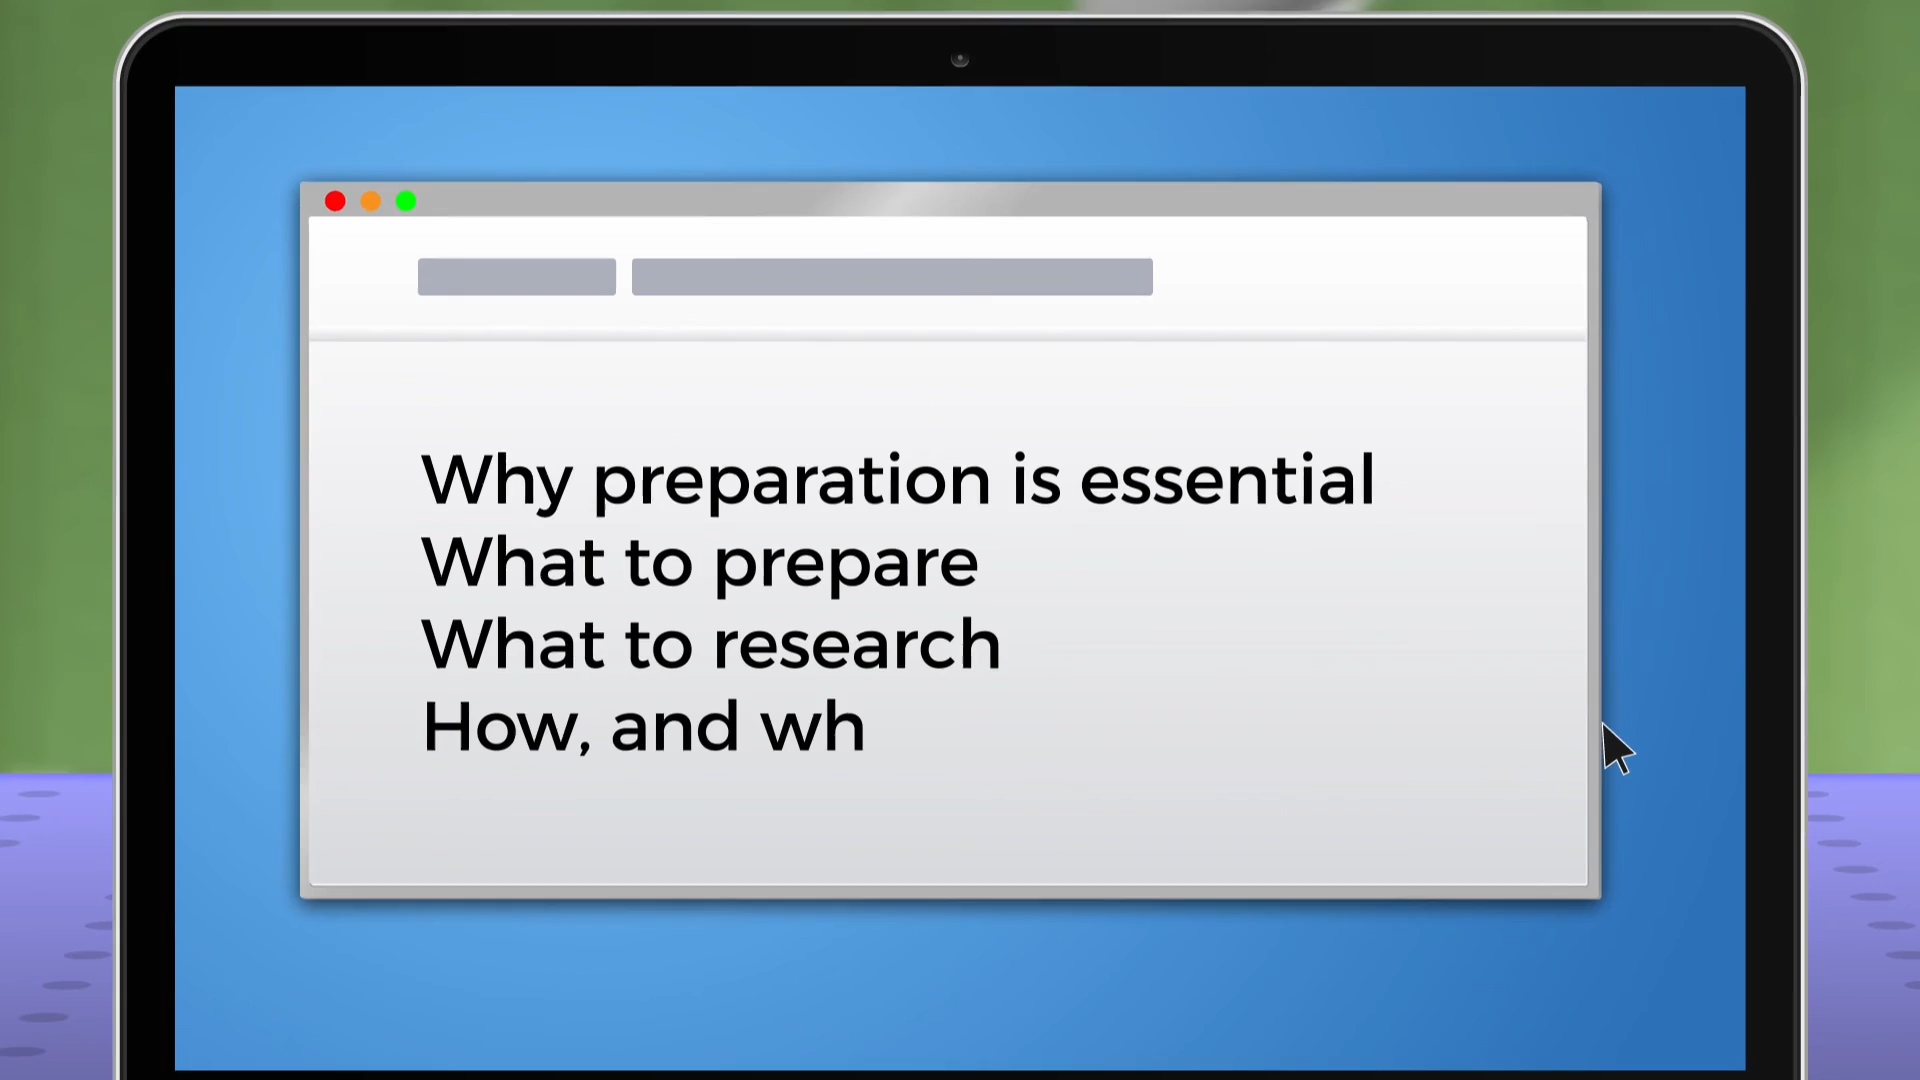 Why preparation is essential
What to prepare
What to research
How, and wh